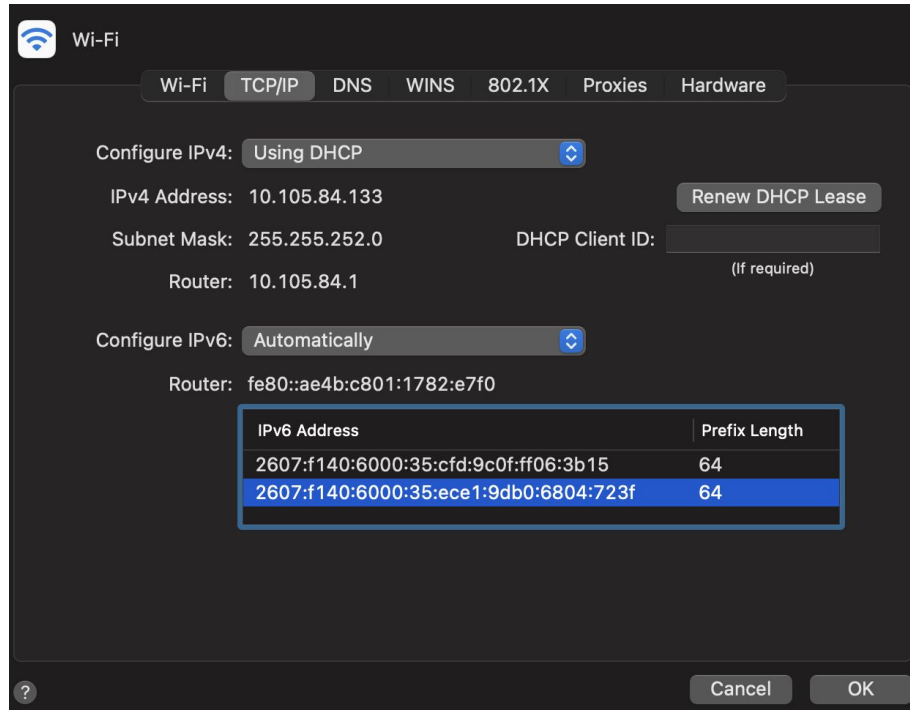 Wi-Fi
Wi-Fi TCP/IP DNS WINS 802.1X Proxies Hardware
Configure IPv4: Using DHCP
IPv4 Address: 10.105.84.133 Renew DHCP Lease
Subnet Mask: 255.255.252.0 DHCP Client ID:
(If required)
Router: 10.105.84.1
Configure IPv6: Automatically
Router: fe80::ae4b:c801:1782:e7f0
IPv6 Address Prefix Length
2607:f140:6000:35:cfd:9c0f:ff06:3b15 64
2607:f140:6000:35:ece1:9db0:6804:723f 64
? Cancel OK